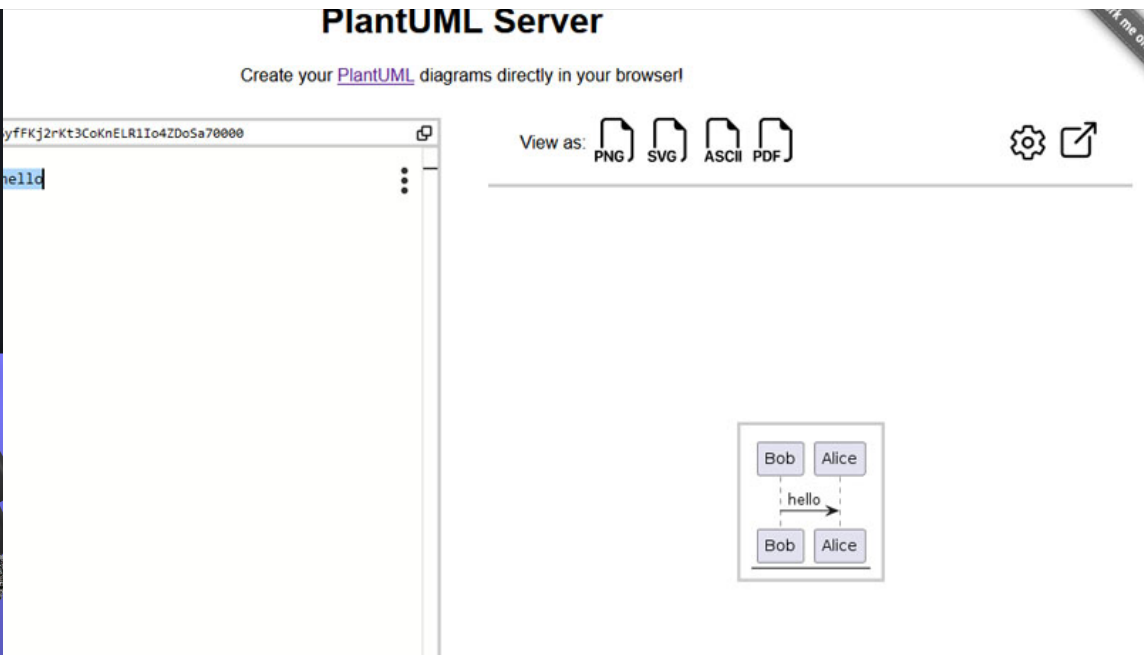 PlantUML Server
Create your PlantUML diagrams directly in your browser!
yfFKj2rKt3CoKnELR1Io4ZDoSa70000
View as: PNG SVG ASCII PDF
hello
Bob Alice
hello
Bob Alice